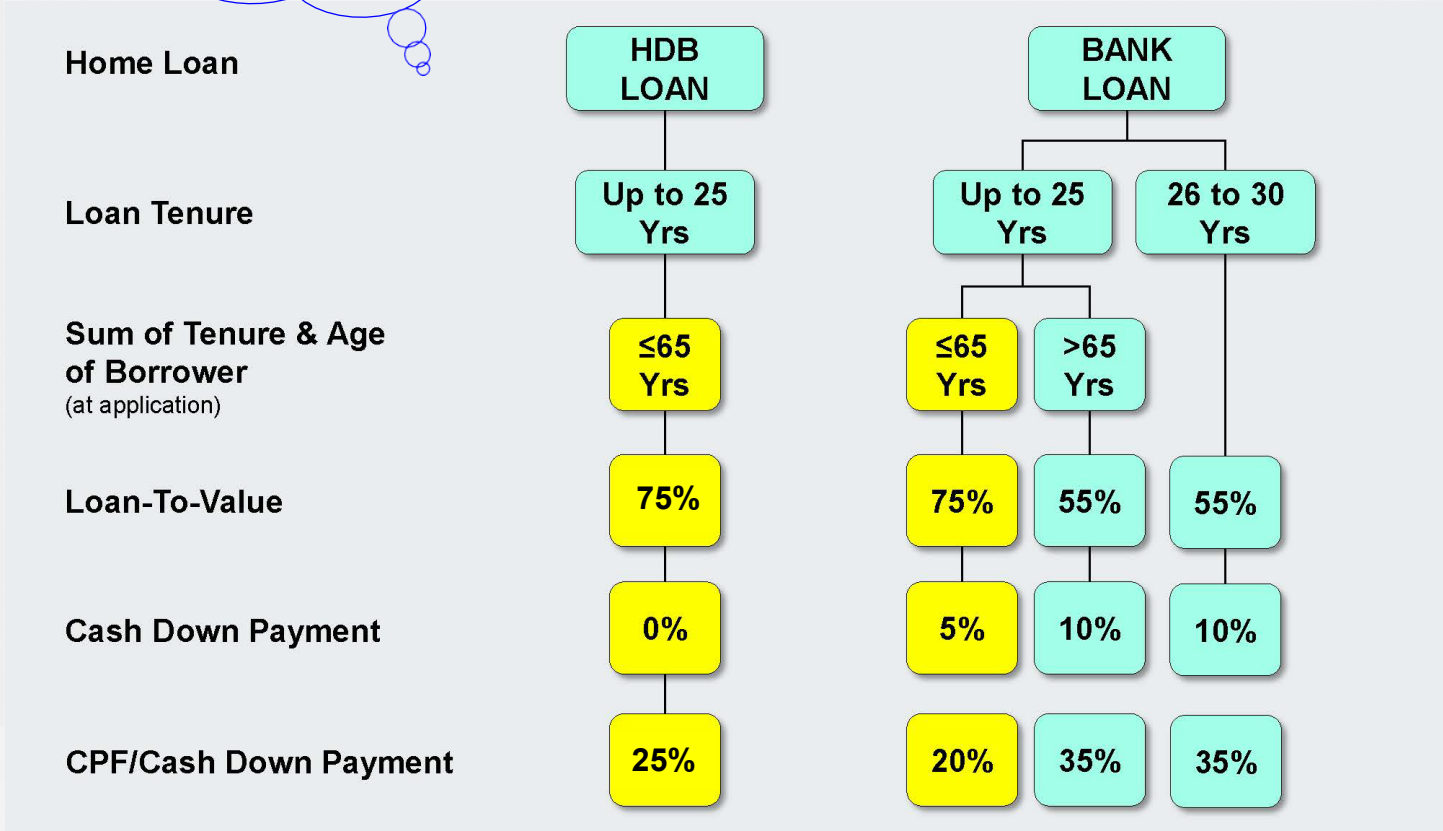 Home Loan
HDB
LOAN
BANK
LOAN
Loan Tenure
Up to 25
Yrs
Up to 25
Yrs
26 to 30
Yrs
Sum of Tenure & Age
of Borrower
(at application)
≤65
Yrs
≤65
Yrs
>65
Yrs
Loan-To-Value
75%
75%
55%
55%
Cash Down Payment
0%
5%
10%
10%
CPF/Cash Down Payment
25%
20%
35%
35%